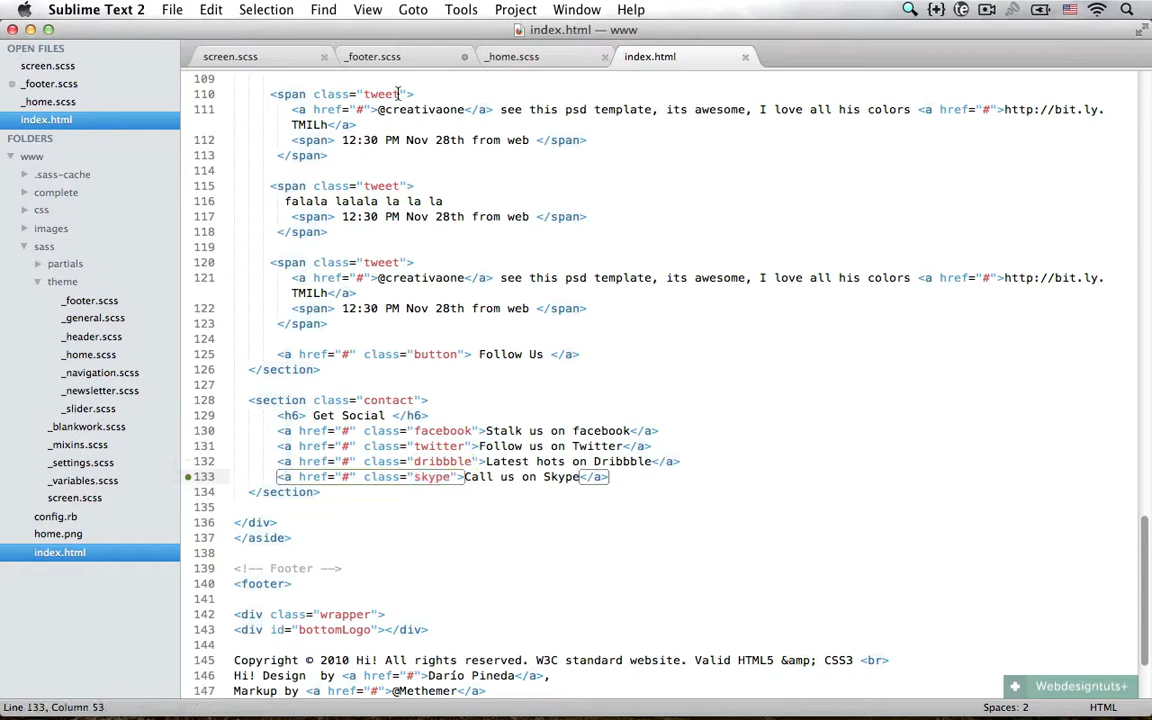 Sublime Text 2 File Edit Selection Find View Goto Tools Project Window Help
index.html — www
OPEN FILES
screen.scss
_footer.scss
_home.scss
index.html
FOLDERS
www
.sass-cache
complete
css
images
sass
partials
theme
_footer.scss
_general.scss
_header.scss
_home.scss
_navigation.scss
_newsletter.scss
_slider.scss
_blankwork.scss
_mixins.scss
_settings.scss
_variables.scss
screen.scss
config.rb
home.png
index.html
screen.scss _footer.scss _home.scss index.html
109
110 <span class="tweet">
111 <a href="#">@creativaone</a> see this psd template, its awesome, I love all his colors <a href="#">http://bit.ly.
TMILh</a>
112 <span> 12:30 PM Nov 28th from web </span>
113 </span>
114
115 <span class="tweet">
116 falala lalala la la la
117 <span> 12:30 PM Nov 28th from web </span>
118 </span>
119
120 <span class="tweet">
121 <a href="#">@creativaone</a> see this psd template, its awesome, I love all his colors <a href="#">http://bit.ly.
TMILh</a>
122 <span> 12:30 PM Nov 28th from web </span>
123 </span>
124
125 <a href="#" class="button"> Follow Us </a>
126 </section>
127
128 <section class="contact">
129 <h6> Get Social </h6>
130 <a href="#" class="facebook">Stalk us on facebook</a>
131 <a href="#" class="twitter">Follow us on Twitter</a>
132 <a href="#" class="dribbble">Latest hots on Dribbble</a>
133 <a href="#" class="skype">Call us on Skype</a>
134 </section>
135
136 </div>
137 </aside>
138
139 <!-- Footer -->
140 <footer>
141
142 <div class="wrapper">
143 <div id="bottomLogo"></div>
144
145 Copyright © 2010 Hi! All rights reserved. W3C standard website. Valid HTML5 &amp; CSS3 <br>
146 Hi! Design by <a href="#">Darío Pineda</a>,
147 Markup by <a href="#">@Methemer</a>
Webdesigntuts+
Line 133, Column 53 Spaces: 2 HTML